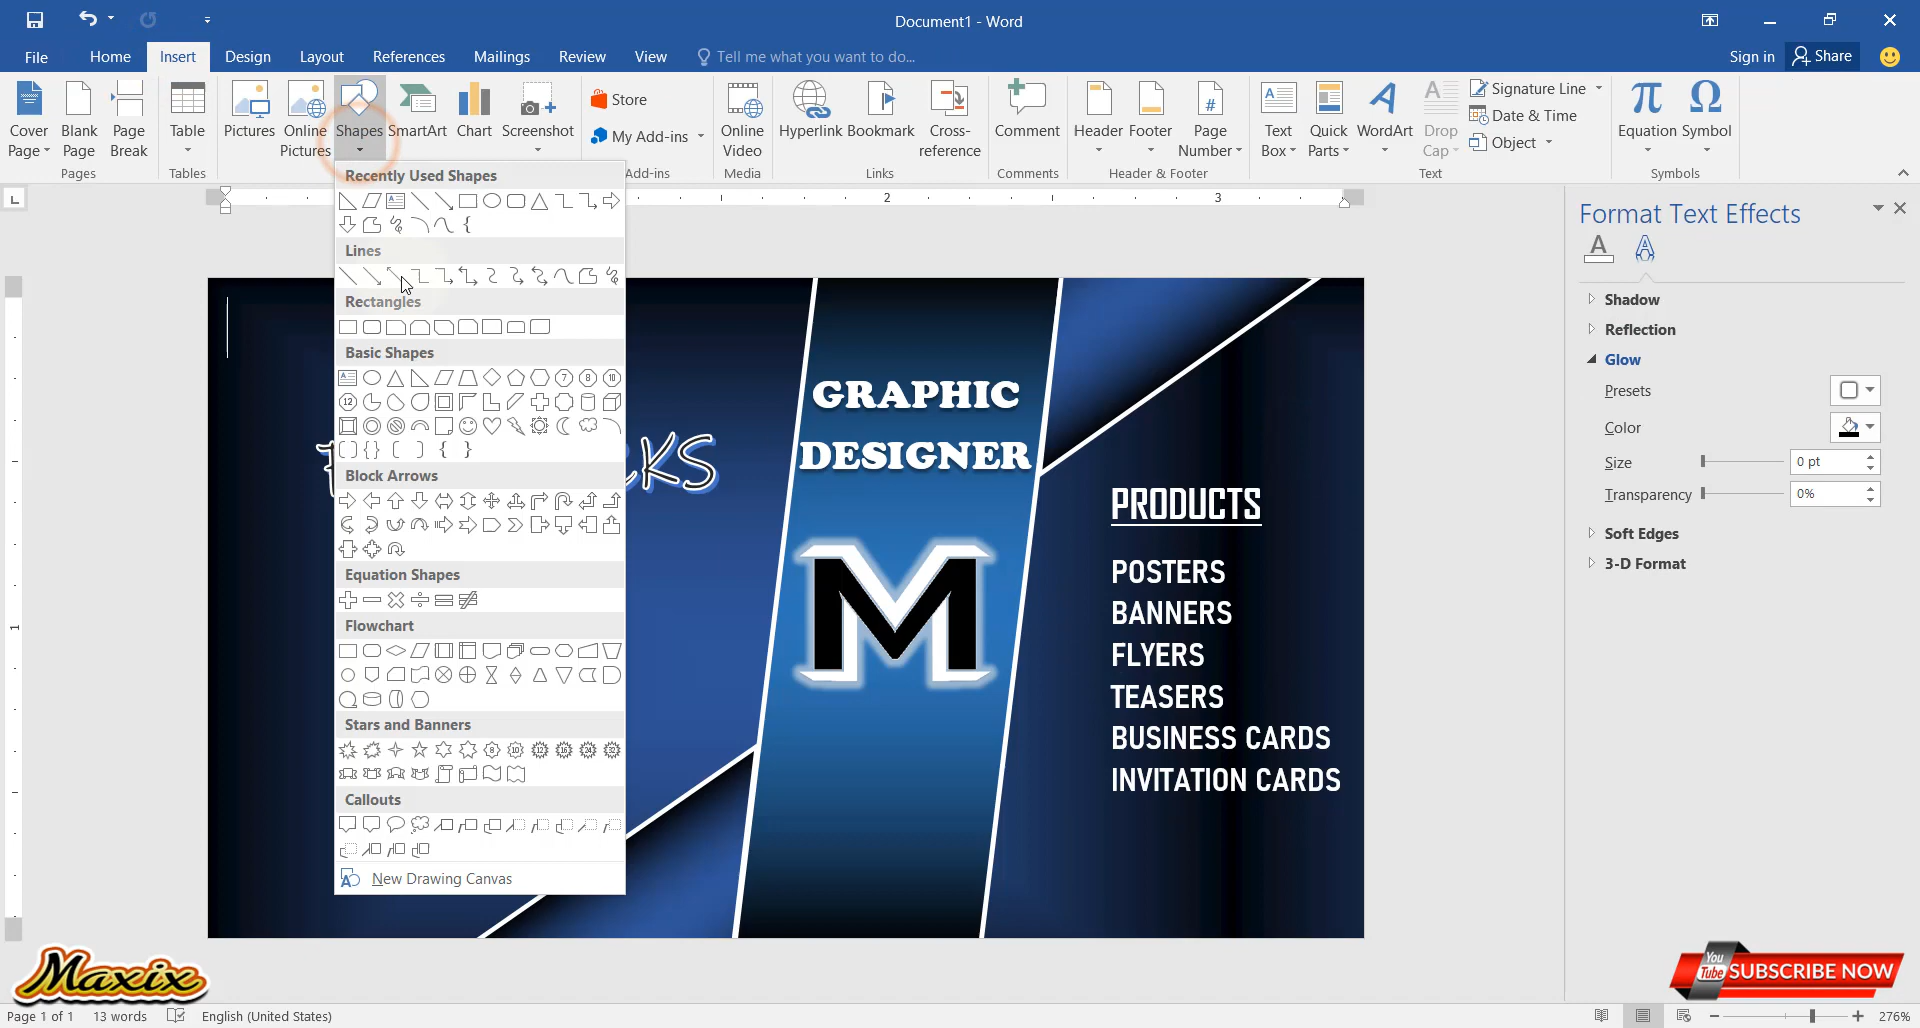 Document1 - Word
File Home Insert Design Layout References Mailings Review View Tell me what you want to do... Sign in Share
Cover Page
Blank Page
Page Break
Pages
Table
Tables
Pictures
Online Pictures
Shapes
SmartArt
Chart
Screenshot
Store
My Add-ins
Add-ins
Online Video
Media
Hyperlink
Bookmark
Cross-reference
Links
Comment
Comments
Header
Footer
Page Number
Header & Footer
Text Box
Quick Parts
WordArt
Drop Cap
Signature Line
Date & Time
Object
Text
Equation
Symbol
Symbols
Recently Used Shapes
Lines
Rectangles
Basic Shapes
Block Arrows
Equation Shapes
Flowchart
Stars and Banners
Callouts
New Drawing Canvas
2 3
1
GRAPHIC
DESIGNER
M
PRODUCTS
POSTERS
BANNERS
FLYERS
TEASERS
BUSINESS CARDS
INVITATION CARDS
Format Text Effects
Shadow
Reflection
Glow
Presets
Color
Size 0 pt
Transparency 0%
Soft Edges
3-D Format
Maxix
You Tube SUBSCRIBE NOW
Page 1 of 1 13 words English (United States) 276%